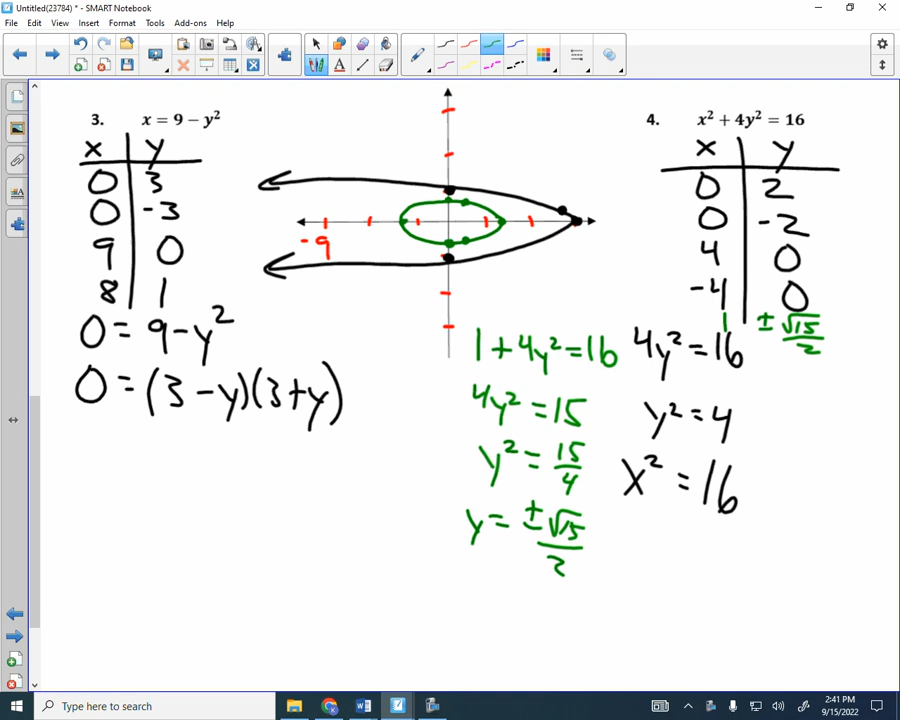 Untitled(23784) * - SMART Notebook
File Edit View Insert Format Tools Add-ons Help
3. x = 9 − y²
x y
0 3
0 -3
9 0
8 1
0 = 9 - y²
0 = (3 - y)(3 + y)
-9
1 + 4y² = 16
4y² = 15
y² = 15/4
y = ±√15/2
4. x² + 4y² = 16
x y
0 2
0 -2
4 0
-4 0
1 ±√15/2
4y² = 16
y² = 4
x² = 16
Type here to search
2:41 PM
9/15/2022